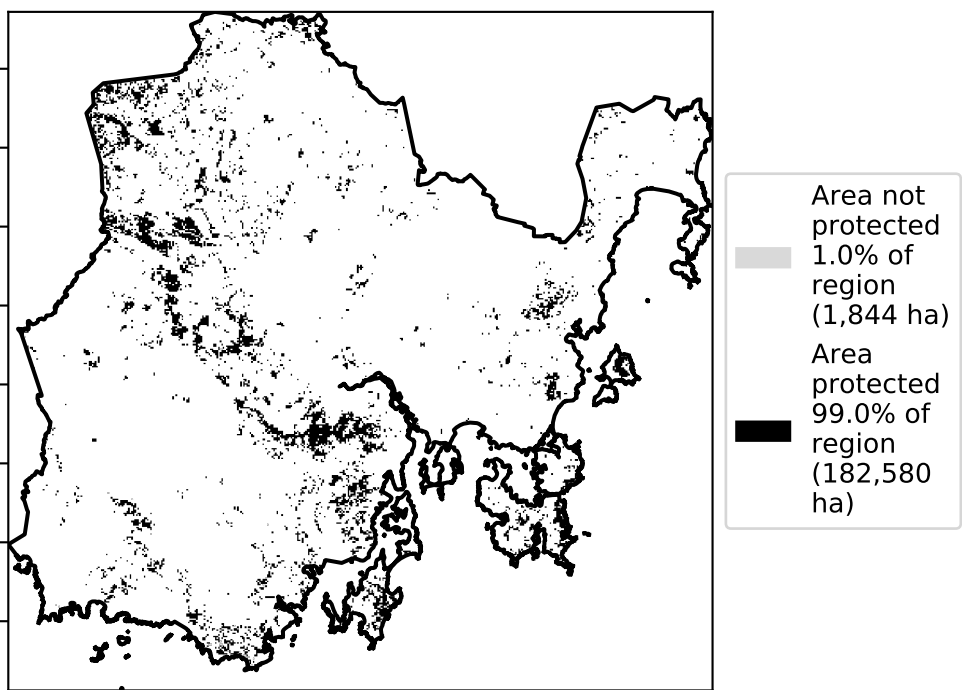 Area not
protected
1.0% of
region
(1,844 ha)
Area
protected
99.0% of
region
(182,580
ha)